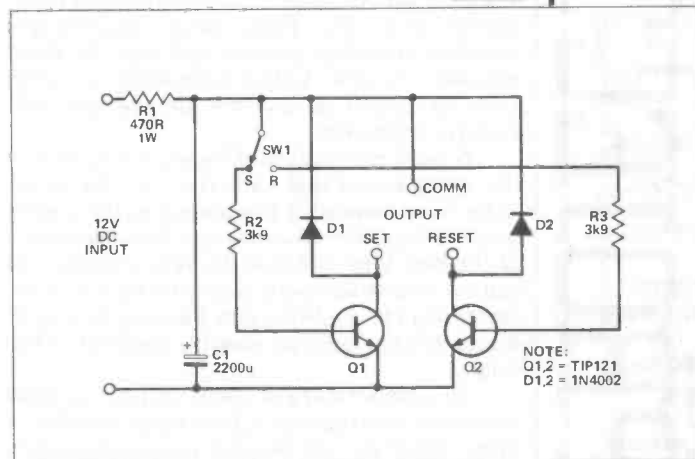 R1
470R
1W
SW1
S
R
COMM
12V
DC
INPUT
R2
3k9
D1
OUTPUT
SET
RESET
D2
R3
3k9
+
C1
2200u
Q1
Q2
NOTE:
Q1,2 = TIP121
D1,2 = 1N4002